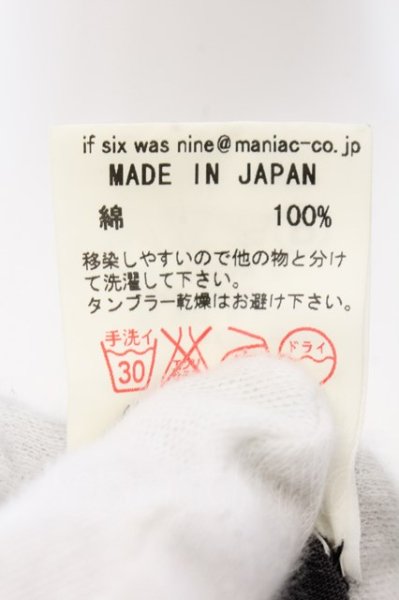 if six was nine@maniac-co.jp
MADE IN JAPAN
綿 100%
移染しやすいので他の物と分け
て洗濯して下さい。
タンブラー乾燥はお避け下さい。
手洗イ
30
ドライ